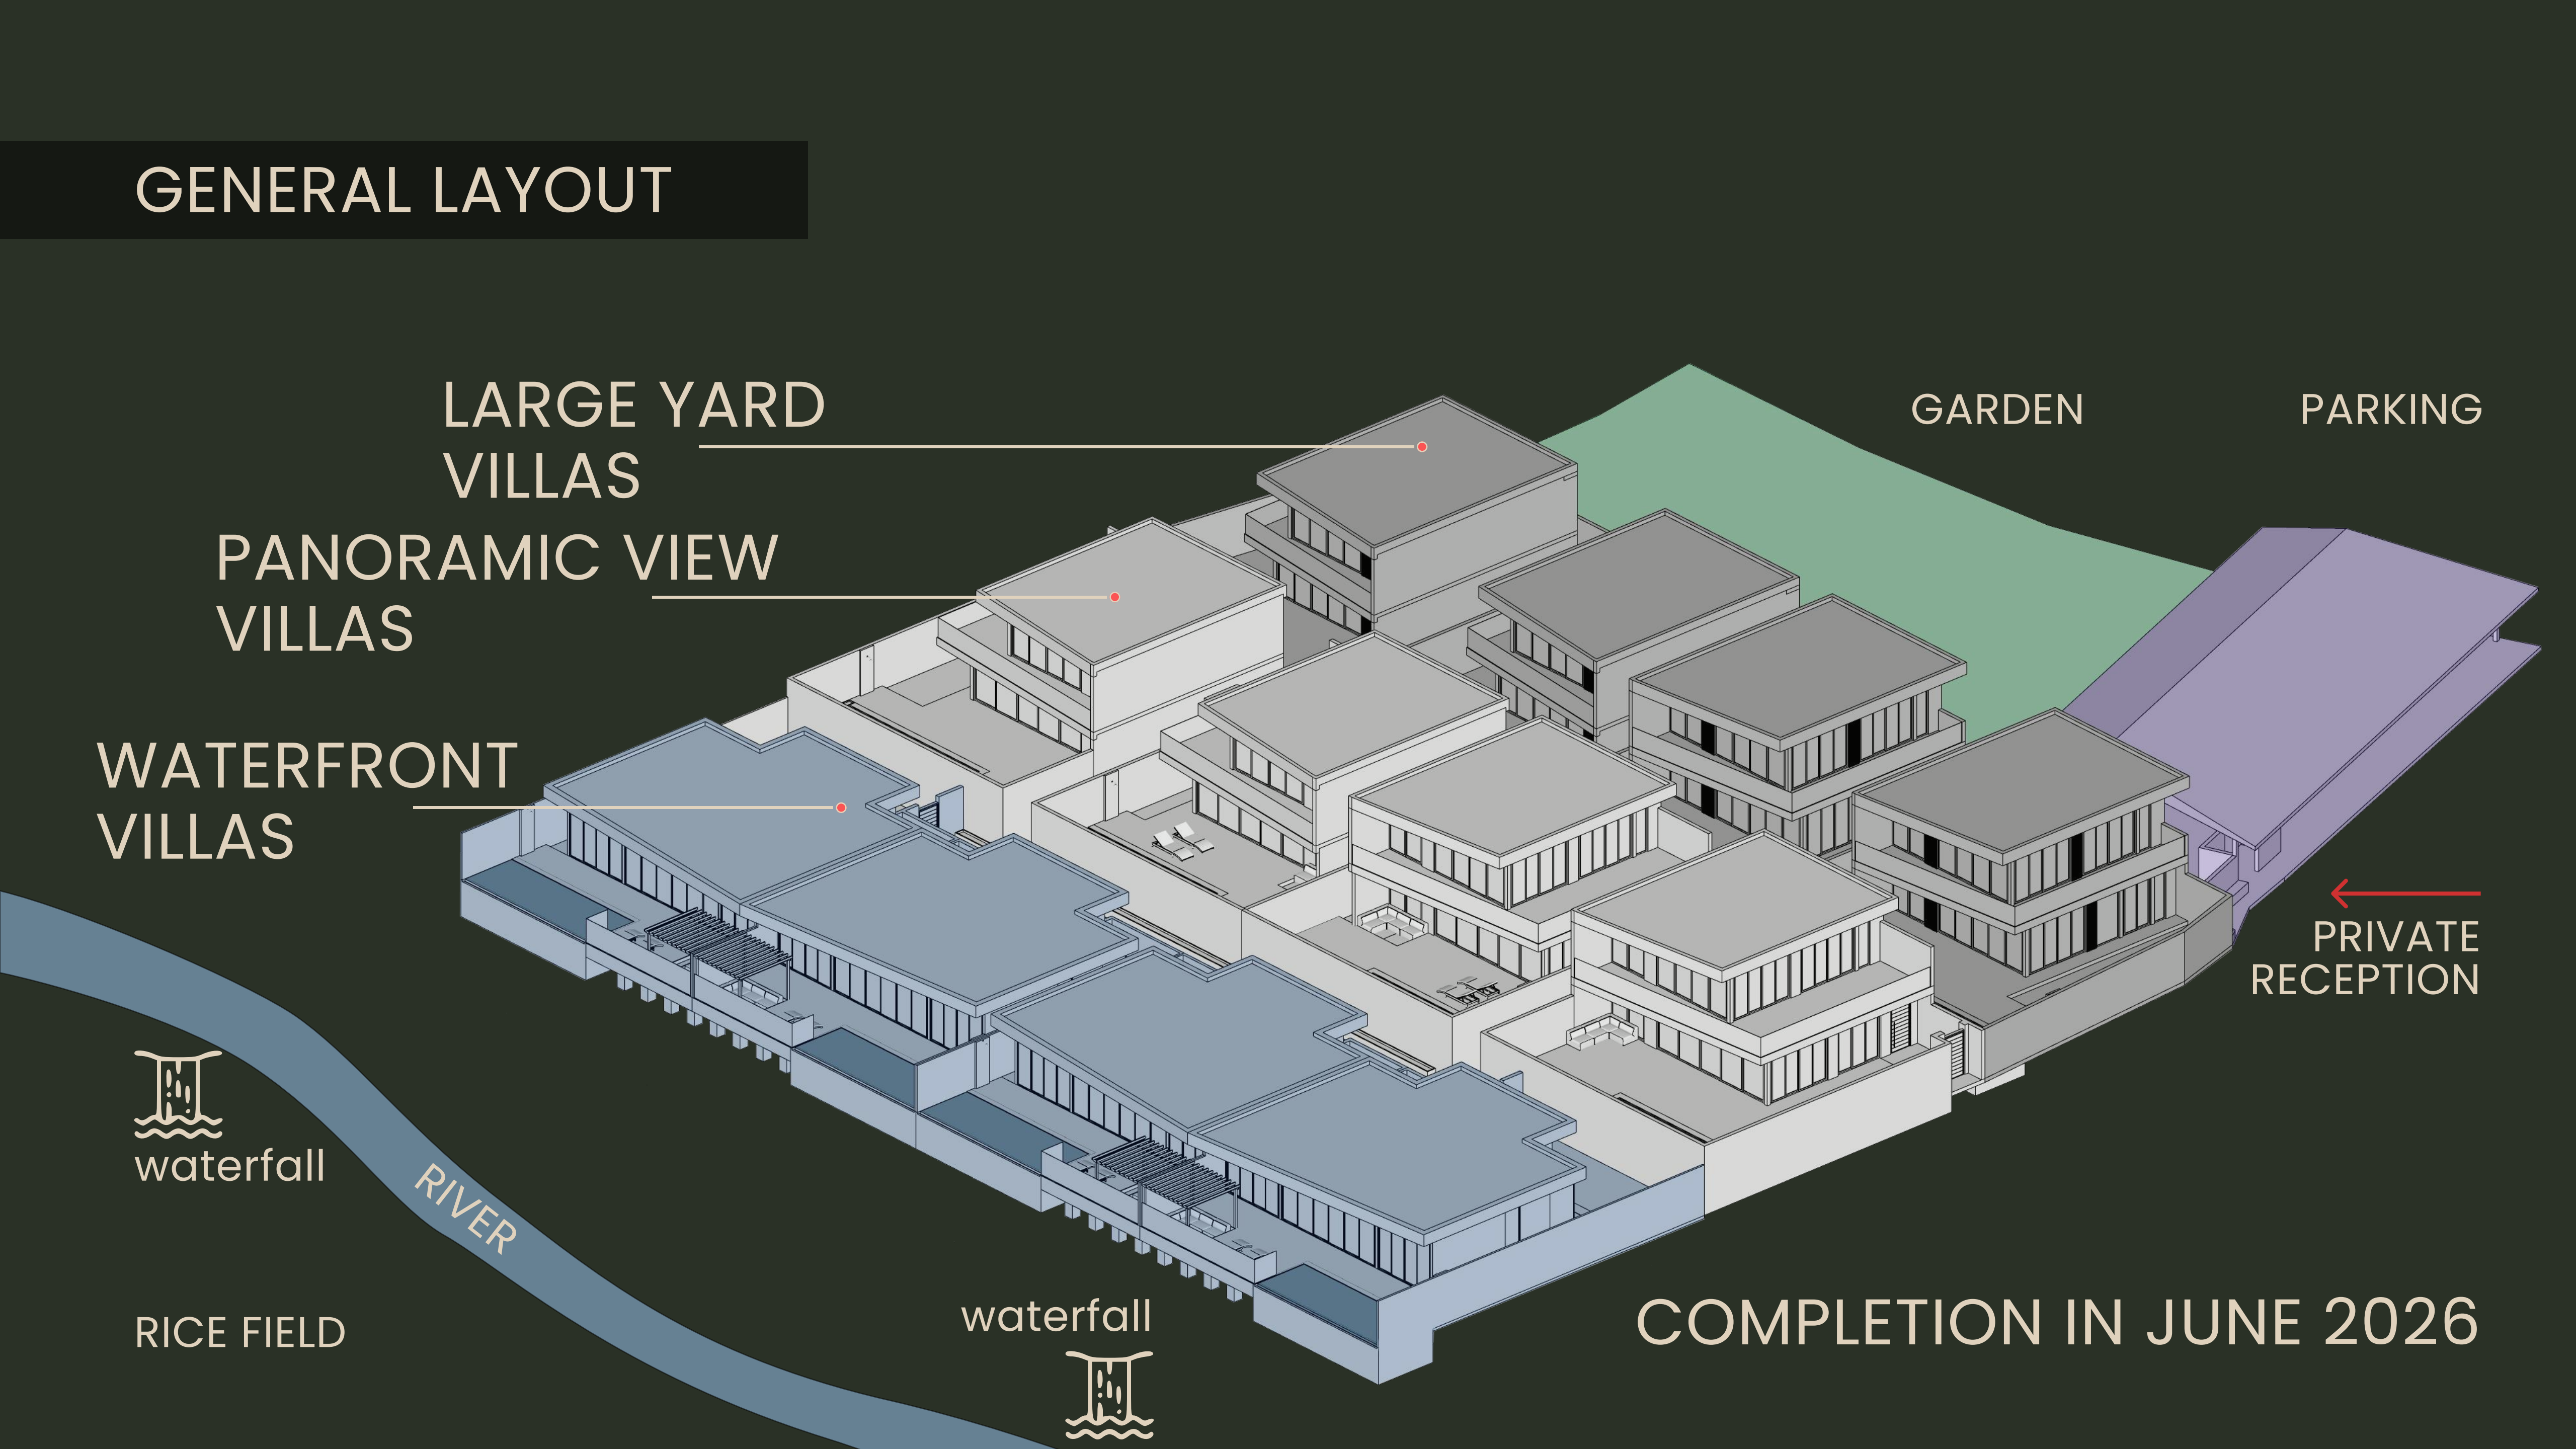 GENERAL LAYOUT
LARGE YARD
VILLAS
GARDEN
PARKING
PANORAMIC VIEW
VILLAS
WATERFRONT
VILLAS
PRIVATE
RECEPTION
waterfall
RIVER
RICE FIELD
waterfall
COMPLETION IN JUNE 2026